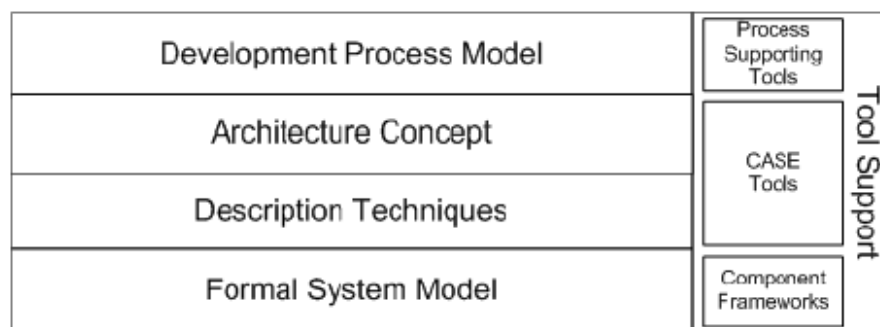 Development Process Model
Architecture Concept
Description Techniques
Formal System Model
Process
Supporting
Tools
CASE
Tools
Component
Frameworks
Tool Support